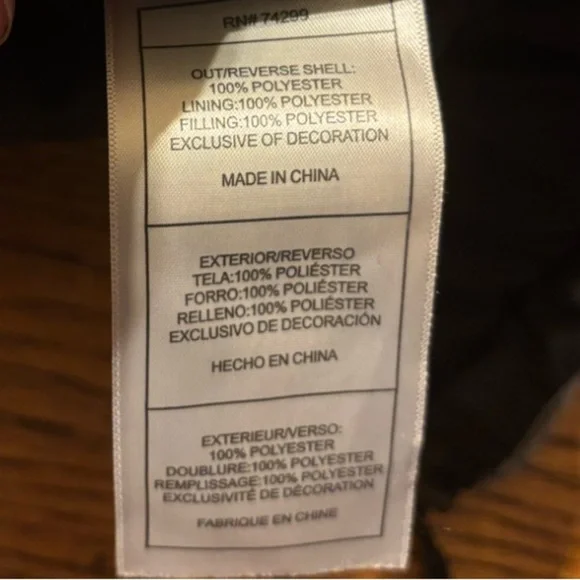 RN# 74299
OUT/REVERSE SHELL:
100% POLYESTER
LINING:100% POLYESTER
FILLING:100% POLYESTER
EXCLUSIVE OF DECORATION
MADE IN CHINA
EXTERIOR/REVERSO
TELA:100% POLIÉSTER
FORRO:100% POLIÉSTER
RELLENO:100% POLIÉSTER
EXCLUSIVO DE DECORACIÓN
HECHO EN CHINA
EXTERIEUR/VERSO:
100% POLYESTER
DOUBLURE:100% POLYESTER
REMPLISSAGE:100% POLYESTER
EXCLUSIVITÉ DE DÉCORATION
FABRIQUE EN CHINE